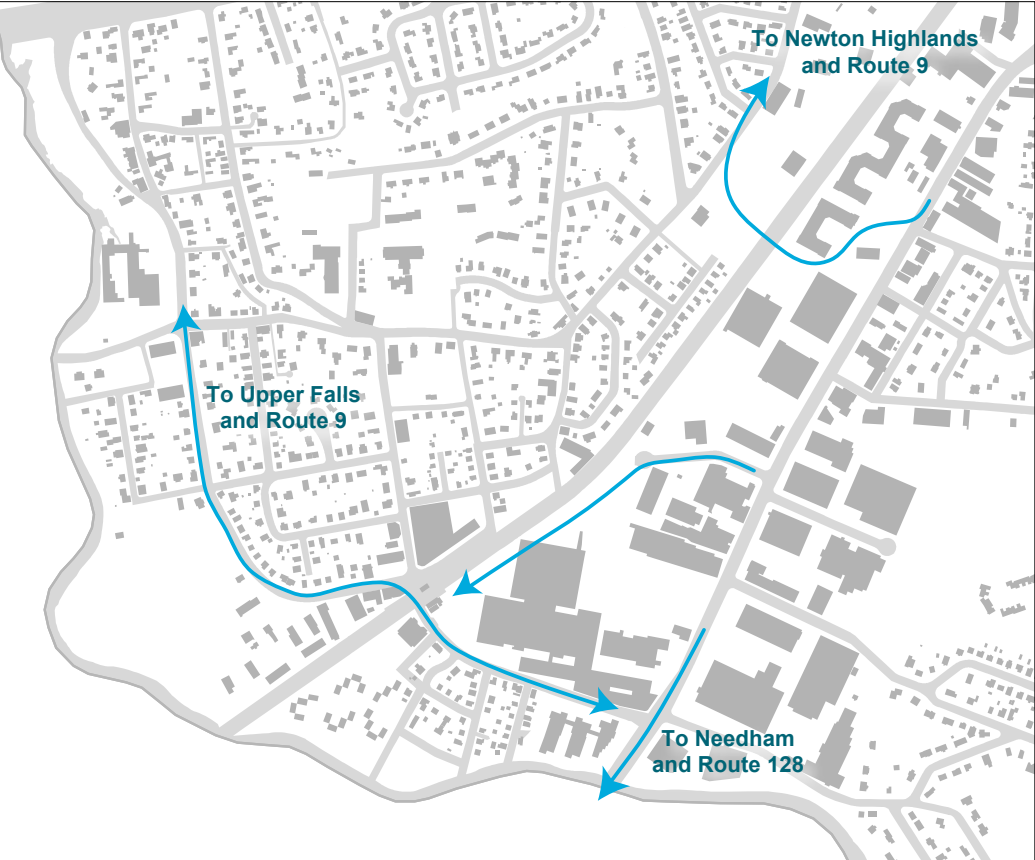 To Newton Highlands
and Route 9
To Upper Falls
and Route 9
To Needham
and Route 128